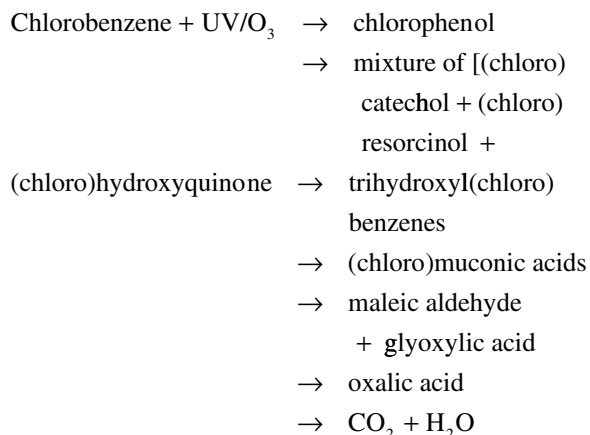 Chlorobenzene + UV/O₃ → chlorophenol
→ mixture of [(chloro)
catechol + (chloro)
resorcinol +
(chloro)hydroxyquinone → trihydroxyl(chloro)
benzenes
→ (chloro)muconic acids
→ maleic aldehyde
+ glyoxylic acid
→ oxalic acid
→ CO₂ + H₂O